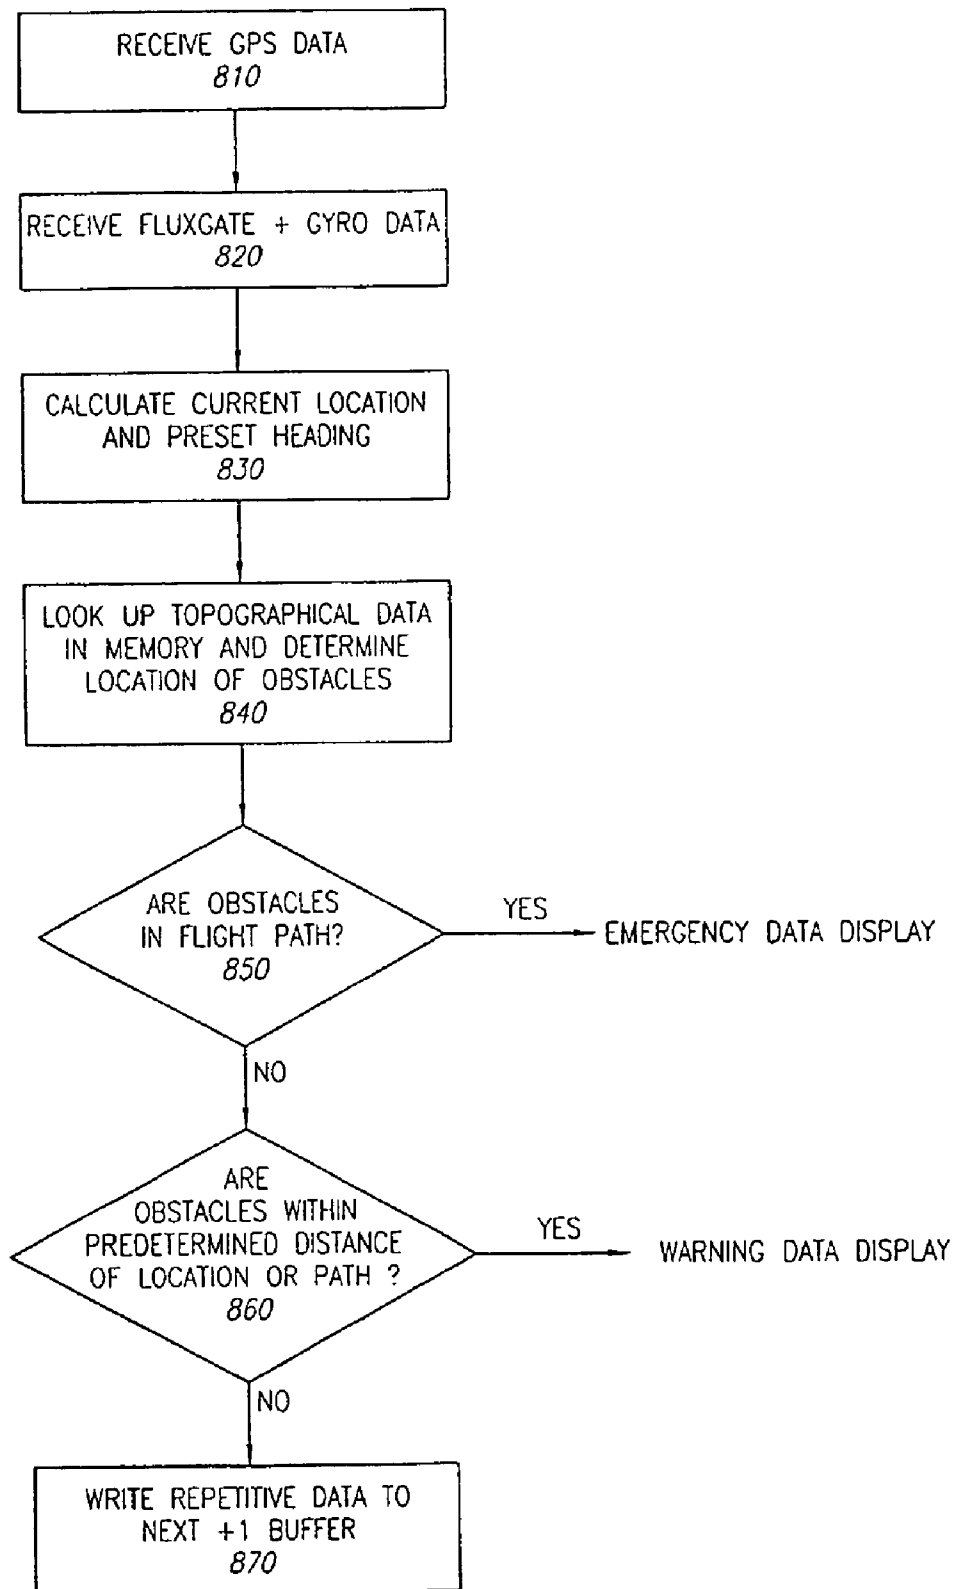 RECEIVE GPS DATA
810
RECEIVE FLUXGATE + GYRO DATA
820
CALCULATE CURRENT LOCATION
AND PRESET HEADING
830
LOOK UP TOPOGRAPHICAL DATA
IN MEMORY AND DETERMINE
LOCATION OF OBSTACLES
840
ARE OBSTACLES
IN FLIGHT PATH?
850
YES
EMERGENCY DATA DISPLAY
NO
ARE
OBSTACLES WITHIN
PREDETERMINED DISTANCE
OF LOCATION OR PATH ?
860
YES
WARNING DATA DISPLAY
NO
WRITE REPETITIVE DATA TO
NEXT +1 BUFFER
870